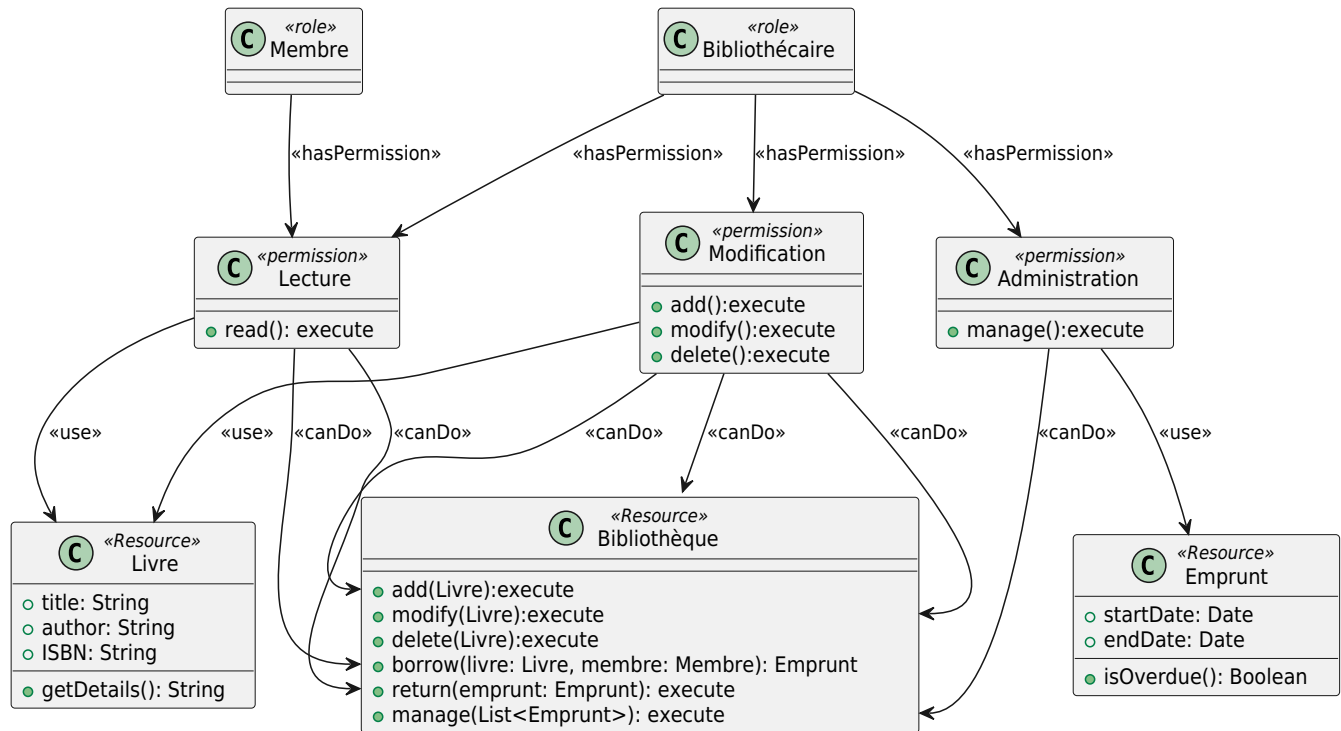 C «role»
Membre
C «role»
Bibliothécaire
«hasPermission»
«hasPermission»
«hasPermission»
«hasPermission»
C «permission»
Lecture
read(): execute
C «permission»
Modification
add():execute
modify():execute
delete():execute
C «permission»
Administration
manage():execute
«use»
«canDo»
«canDo»
«use»
«canDo»
«canDo»
«canDo»
«canDo»
«use»
C «Resource»
Livre
title: String
author: String
ISBN: String
getDetails(): String
C «Resource»
Bibliothèque
add(Livre):execute
modify(Livre):execute
delete(Livre):execute
borrow(livre: Livre, membre: Membre): Emprunt
return(emprunt: Emprunt): execute
manage(List<Emprunt>): execute
C «Resource»
Emprunt
startDate: Date
endDate: Date
isOverdue(): Boolean